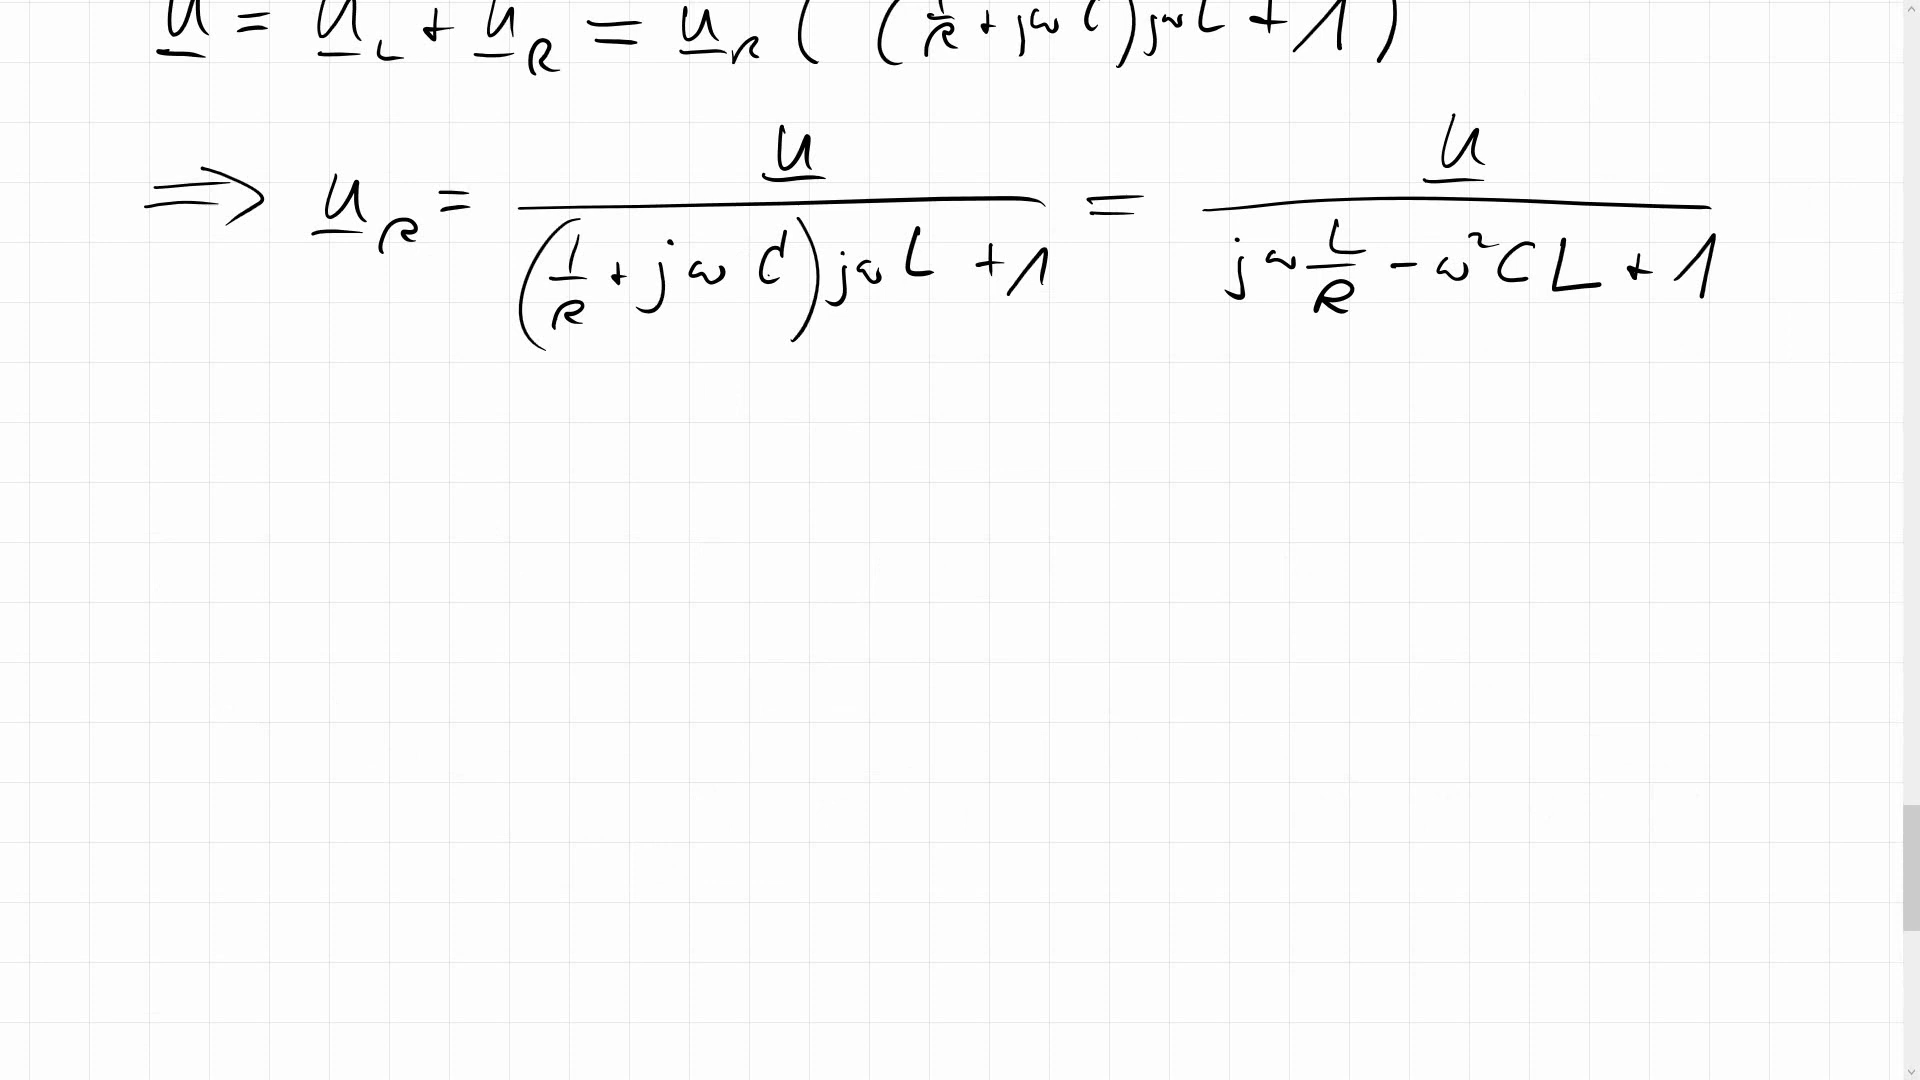 U = U_L + U_R = U_R ( (1/R + jωC) jωL + 1 )
⇒ U_R = U / ((1/R + jωC) jωL + 1) = U / (jω L/R - ω²CL + 1)